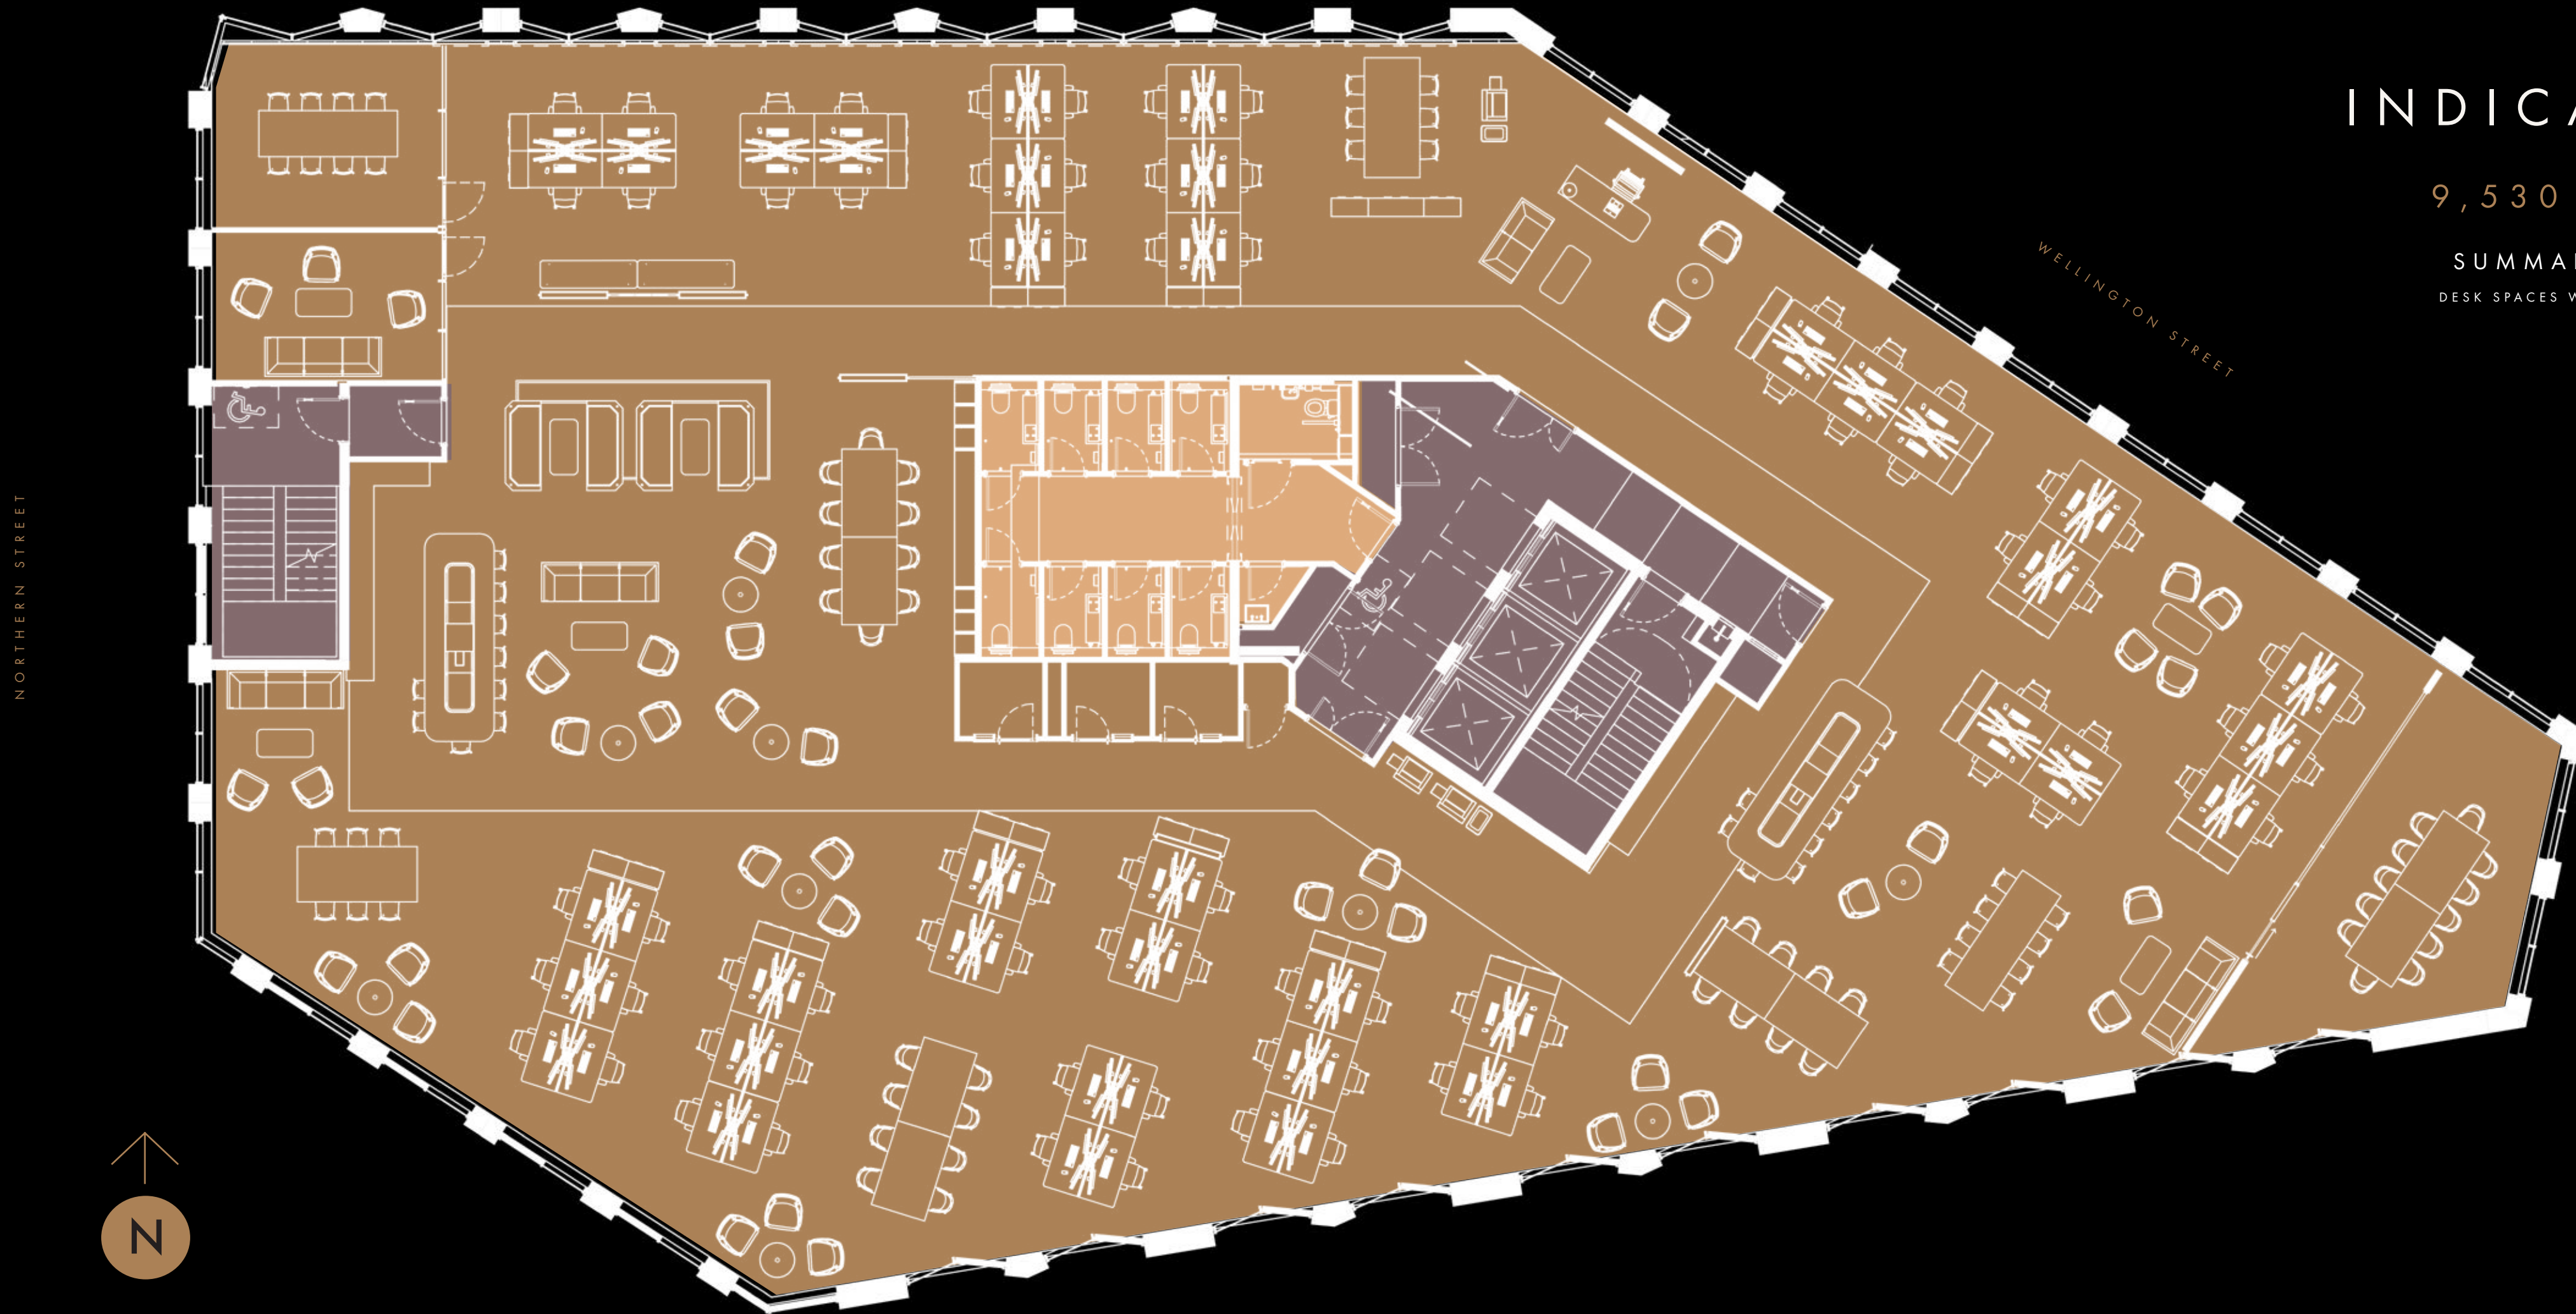 INDICA
9,530
SUMMA
DESK SPACES W
WELLINGTON STREET
NORTHERN STREET
N